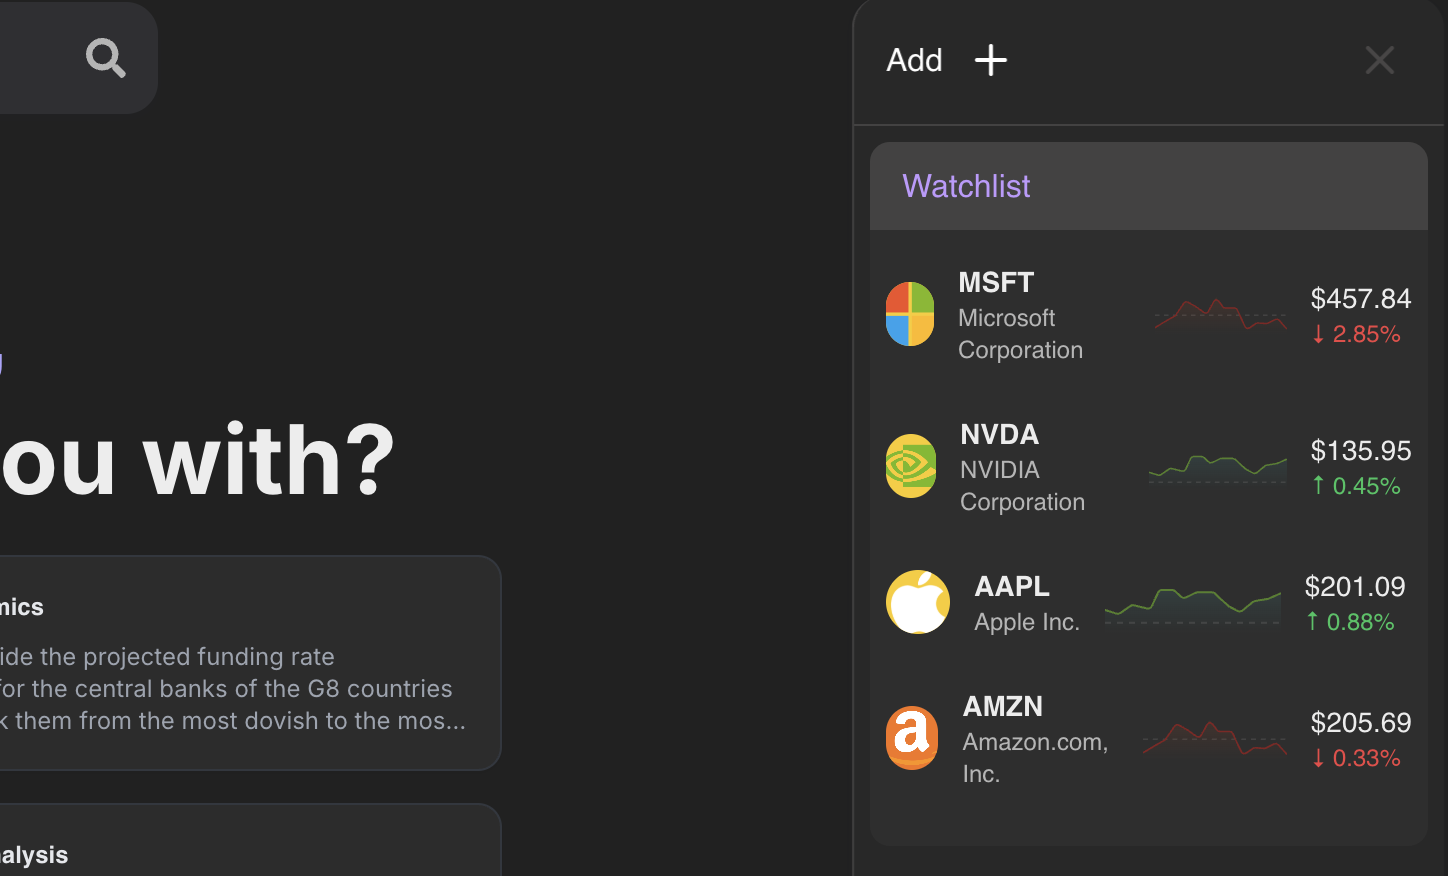 Add
Watchlist
MSFT
Microsoft
Corporation
$457.84
↓ 2.85%
NVDA
NVIDIA
Corporation
$135.95
↑ 0.45%
AAPL
Apple Inc.
$201.09
↑ 0.88%
AMZN
Amazon.com,
Inc.
$205.69
↓ 0.33%
ou with?
mics
ide the projected funding rate
for the central banks of the G8 countries
k them from the most dovish to the mos...
alysis